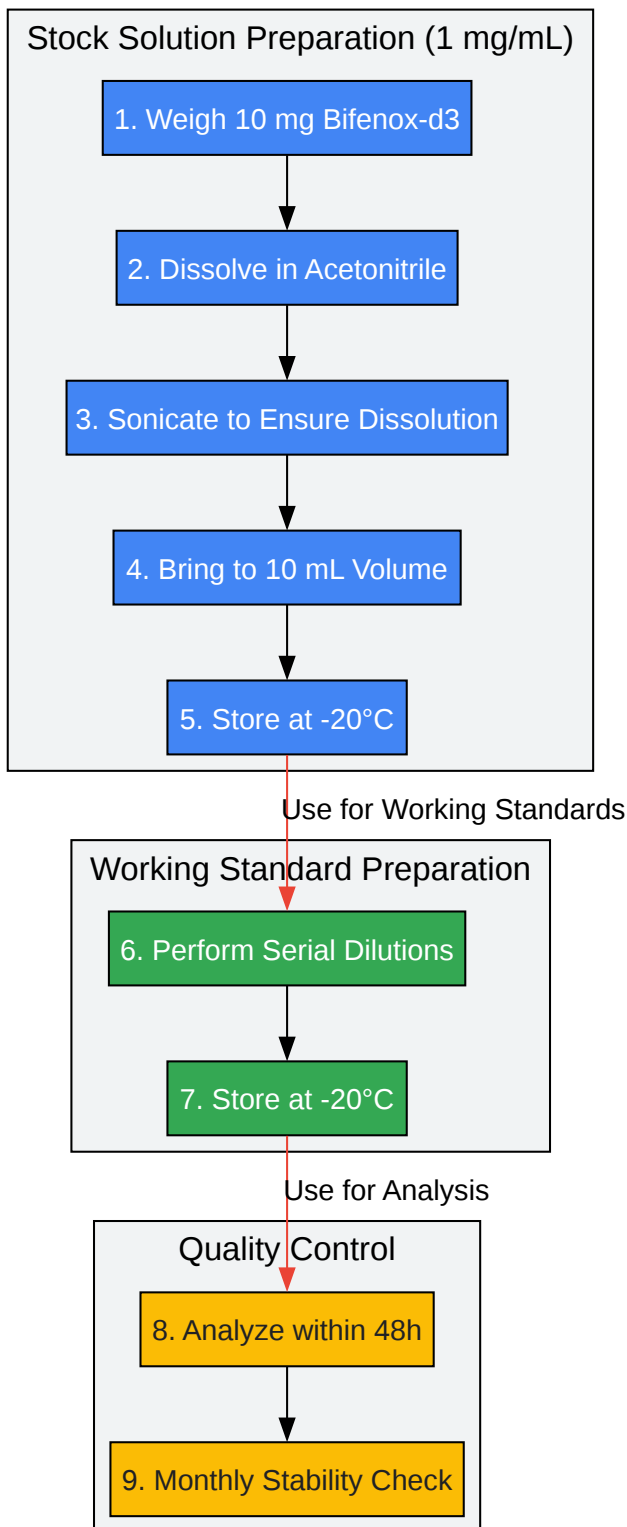 Stock Solution Preparation (1 mg/mL)
1. Weigh 10 mg Bifenox-d3
2. Dissolve in Acetonitrile
3. Sonicate to Ensure Dissolution
4. Bring to 10 mL Volume
5. Store at -20°C
Use for Working Standards
Working Standard Preparation
6. Perform Serial Dilutions
7. Store at -20°C
Use for Analysis
Quality Control
8. Analyze within 48h
9. Monthly Stability Check